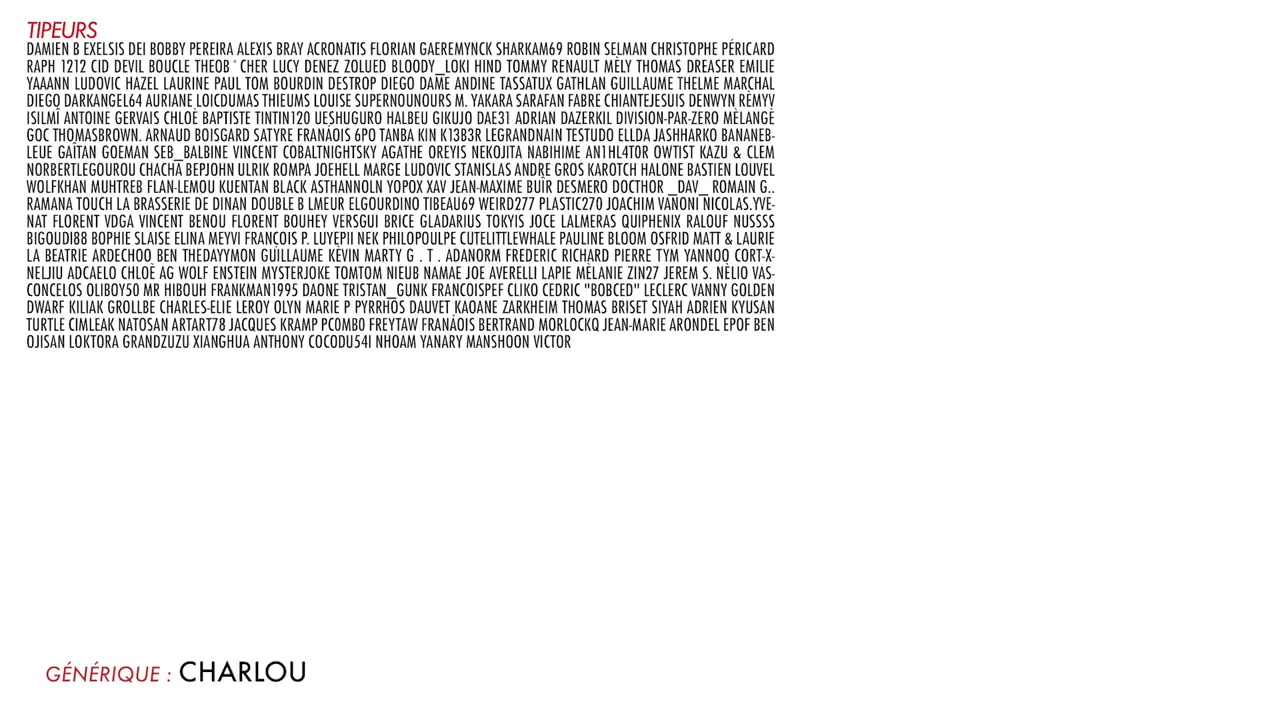 TIPEURS
DAMIEN B EXELSIS DEI BOBBY PEREIRA ALEXIS BRAY ACRONATIS FLORIAN GAEREMYNCK SHARKAM69 ROBIN SELMAN CHRISTOPHE PÉRICARD
RAPH 1212 CID DEVIL BOUCLE THEOB ' CHER LUCY DENEZ ZOLUED BLOODY_LOKI HIND TOMMY RENAULT MÈLY THOMAS DREASER EMILIE
YAAANN LUDOVIC HAZEL LAURINE PAUL TOM BOURDIN DESTROP DIEGO DAME ANDINE TASSATUX GATHLAN GUILLAUME THELME MARCHAL
DIEGO DARKANGEL64 AURIANE LOICDUMAS THIEUMS LOUISE SUPERNOUNOURS M. YAKARA SARAFAN FABRE CHIANTEJESUIS DENWYN RÈMYV
ISILMÎ ANTOINE GERVAIS CHLOÈ BAPTISTE TINTIN120 UESHUGURO HALBEU GIKUJO DAE31 ADRIAN DAZERKIL DIVISION-PAR-ZERO MÈLANGÈ
GOC THOMASBROWN. ARNAUD BOISGARD SATYRE FRANÁOIS 6PO TANBA KIN K13B3R LEGRANDNAIN TESTUDO ELLDA JASHHARKO BANANEB-
LEUE GAÎTAN GOEMAN SEB_BALBINE VINCENT COBALTNIGHTSKY AGATHE OREYIS NEKOJITA NABIHIME AN1HL4T0R OWTIST KAZU & CLEM
NORBERTLEGOUROU CHACHA BEPJOHN ULRIK ROMPA JOEHELL MARGE LUDOVIC STANISLAS ANDRE GROS KAROTCH HALONE BASTIEN LOUVEL
WOLFKHAN MUHTREB FLAN-LEMOU KUENTAN BLACK ASTHANNOLN YOPOX XAV JEAN-MAXIME BUÎR DESMERO DOCTHOR _DAV_ ROMAIN G..
RAMANA TOUCH LA BRASSERIE DE DINAN DOUBLE B LMEUR ELGOURDINO TIBEAU69 WEIRD277 PLASTIC270 JOACHIM VANONI NICOLAS.YVE-
NAT FLORENT VDGA VINCENT BENOU FLORENT BOUHEY VERSGUI BRICE GLADARIUS TOKYIS JOCE LALMERAS QUIPHENIX RALOUF NUSSSS
BIGOUDI88 BOPHIE SLAISE ELINA MEYVI FRANÇOIS P. LUYEPII NEK PHILOPOULPE CUTELITTLEWHALE PAULINE BLOOM OSFRID MATT & LAURIE
LA BEATRIE ARDECHOO BEN THEDAYYMON GUILLAUME KÈVIN MARTY G . T . ADANORM FREDERIC RICHARD PIERRE TYM YANNOO CORT-X-
NELJIU ADCAELO CHLOÈ AG WOLF ENSTEIN MYSTERJOKE TOMTOM NIEUB NAMAE JOE AVERELLI LAPIE MÈLANIE ZIN27 JEREM S. NÈLIO VAS-
CONCELOS OLIBOY50 MR HIBOUH FRANKMAN1995 DAONE TRISTAN_GUNK FRANCOISPEF CLIKO CEDRIC "BOBCED" LECLERC VANNY GOLDEN
DWARF KILIAK GROLLBE CHARLES-ELIE LEROY OLYN MARIE P PYRRHOS DAUVET KAOANE ZARKHEIM THOMAS BRISET SIYAH ADRIEN KYUSAN
TURTLE CIMLEAK NATOSAN ARTART78 JACQUES KRAMP PCOMB0 FREYTAW FRANÁOIS BERTRAND MORLOCKQ JEAN-MARIE ARONDEL EPOF BEN
OJISAN LOKTORA GRANDZUZU XIANGHUA ANTHONY COCODU54I NHOAM YANARY MANSHOON VICTOR
GÉNÉRIQUE : CHARLOU